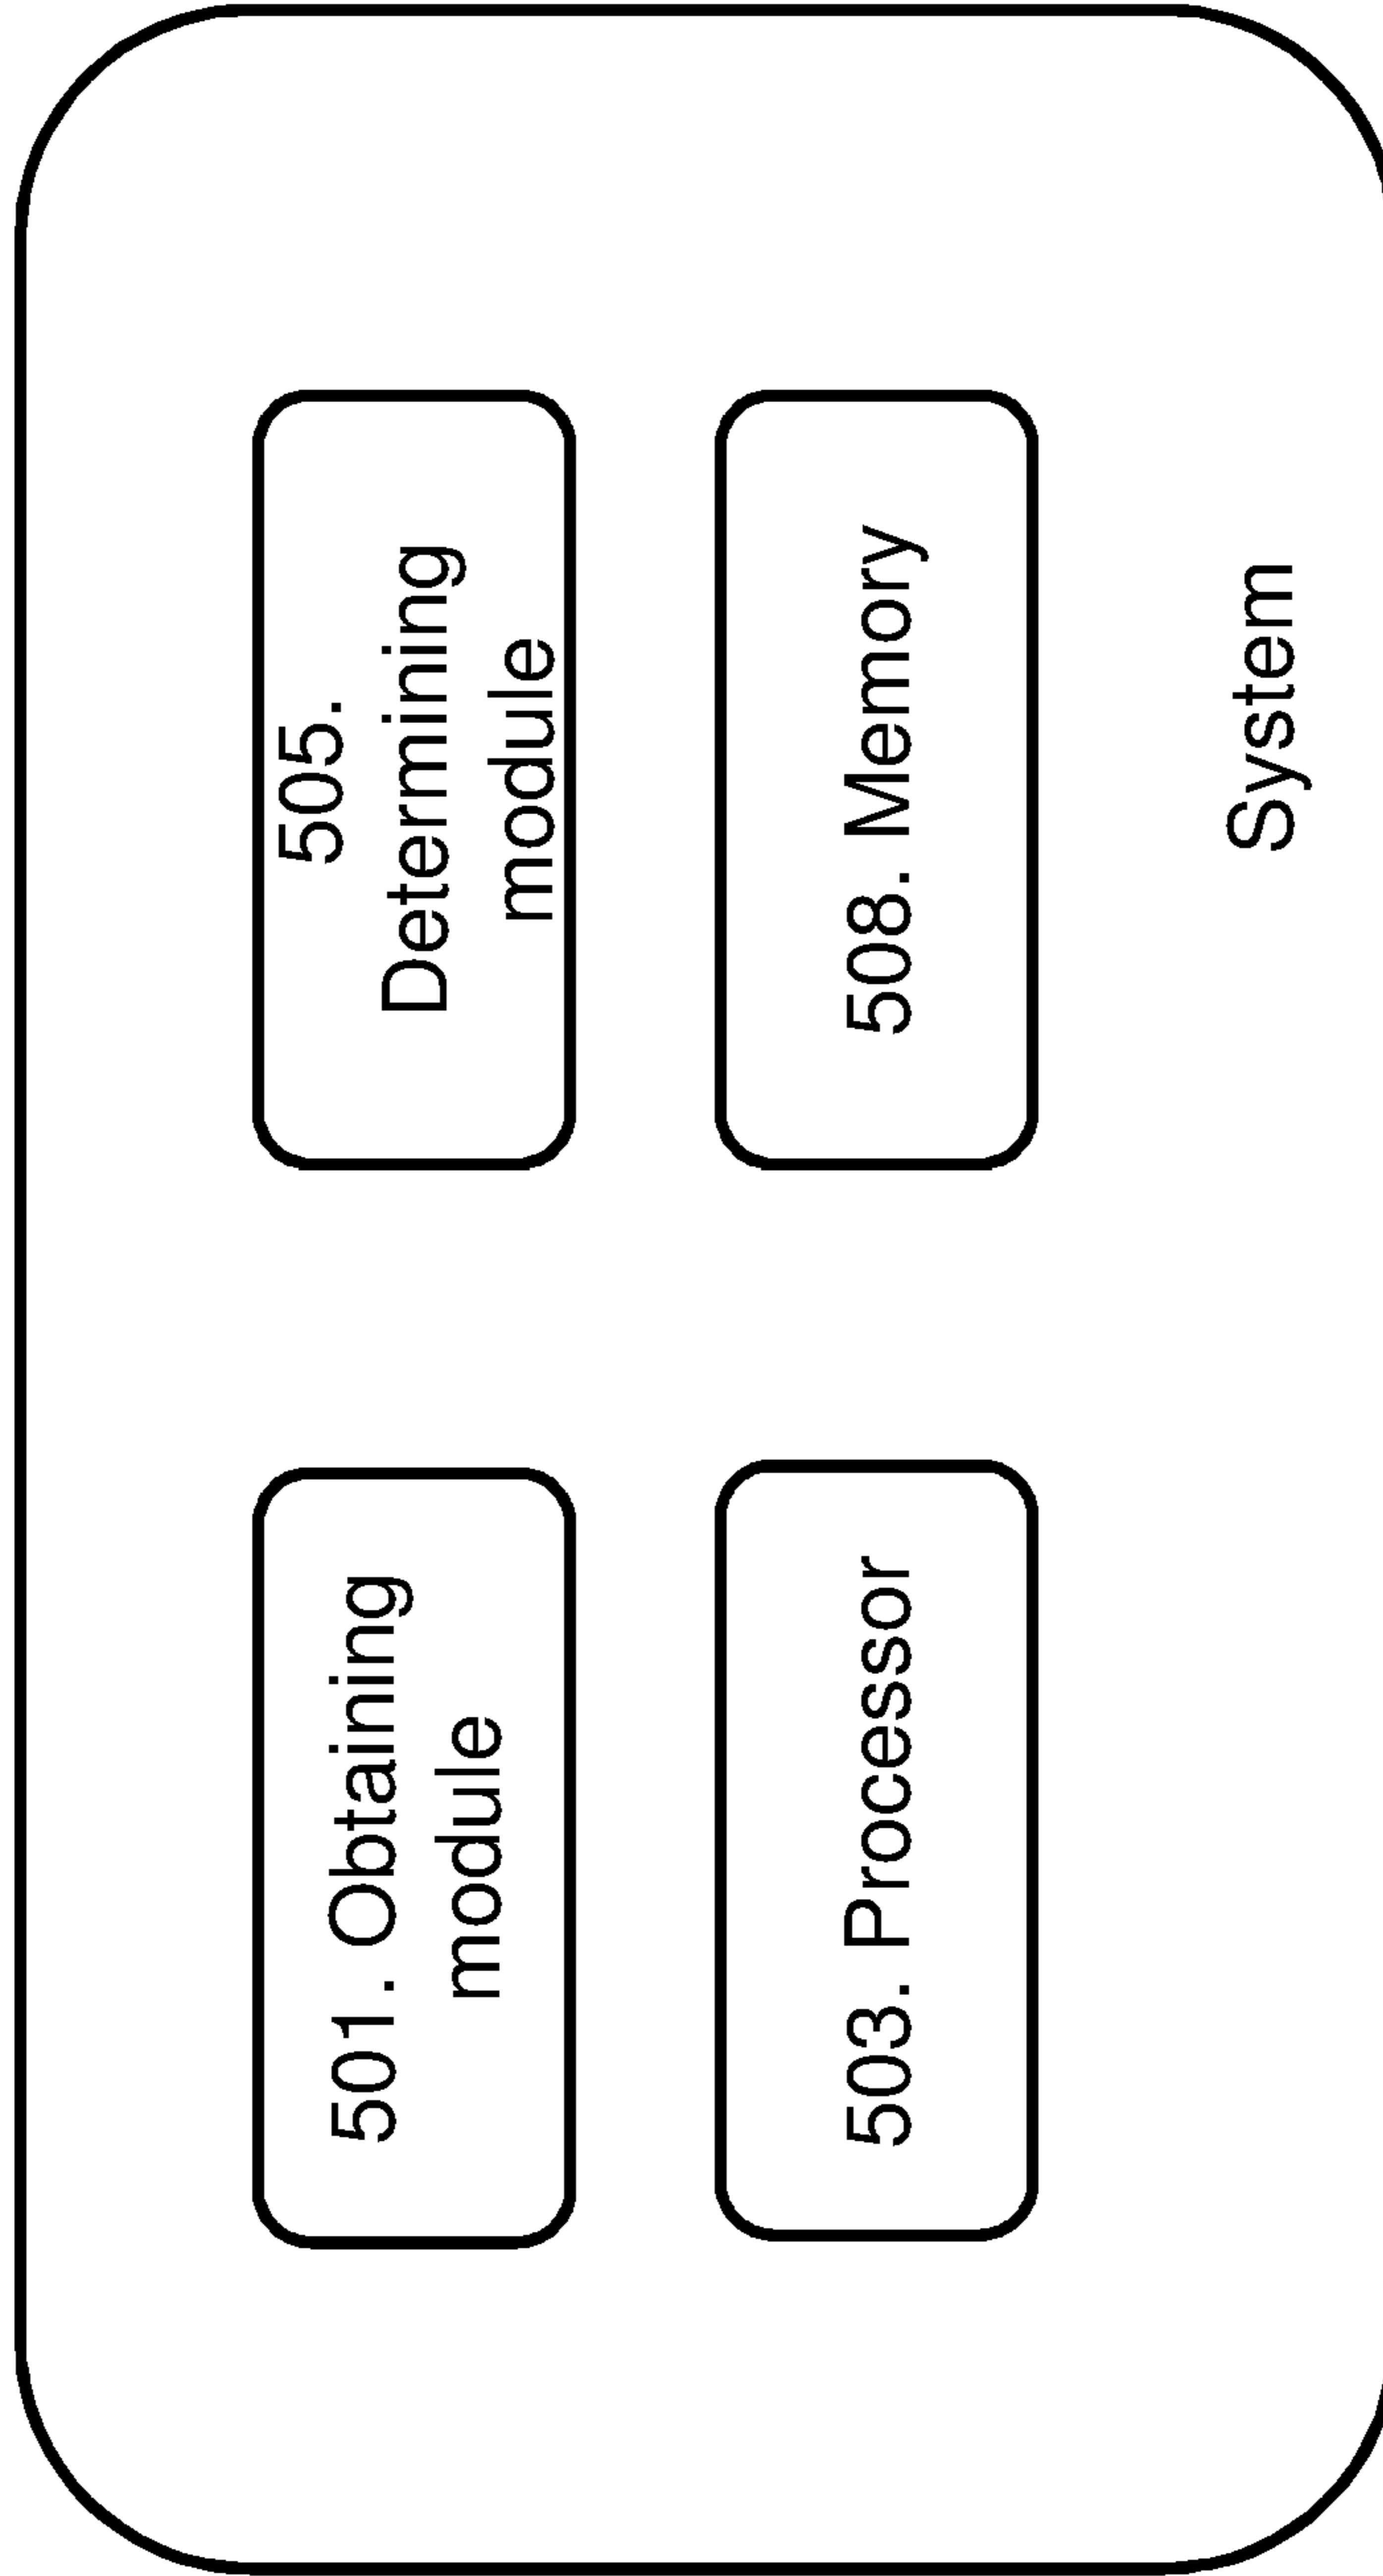 501. Obtaining
module
505.
Determining
module
503. Processor
508. Memory
System